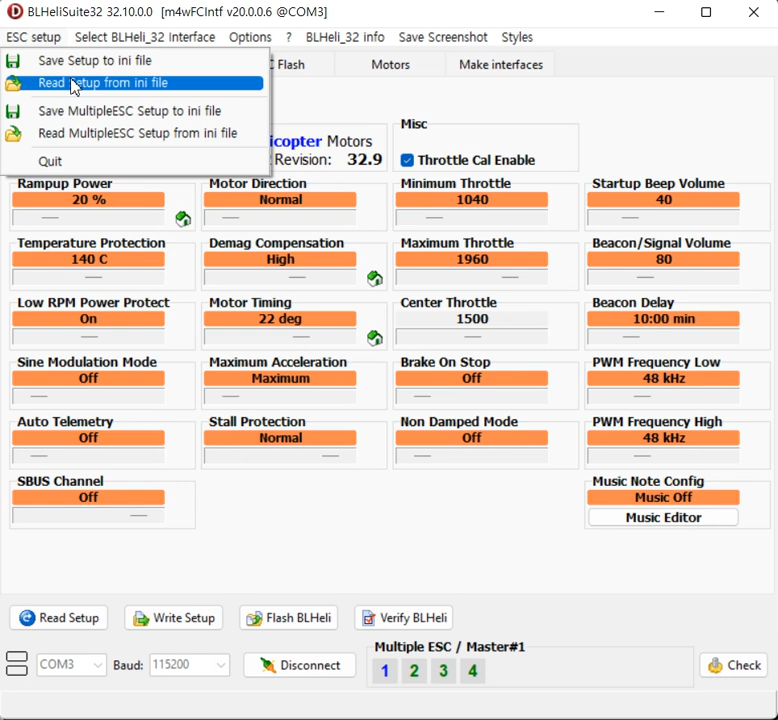 BLHeliSuite32 32.10.0.0 [m4wFCIntf v20.0.0.6 @COM3]
ESC setup Select BLHeli_32 Interface Options ? BLHeli_32 info Save Screenshot Styles
Save Setup to ini file
Flash Motors Make interfaces
Read Setup from ini file
Save MultipleESC Setup to ini file
Read MultipleESC Setup from ini file
Quit
Motors
Revision: 32.9
Misc
Throttle Cal Enable
Rampup Power Motor Direction Minimum Throttle Startup Beep Volume
20 % Normal 1040 40
Temperature Protection Demag Compensation Maximum Throttle Beacon/Signal Volume
140 C High 1960 80
Low RPM Power Protect Motor Timing Center Throttle Beacon Delay
On 22 deg 1500 10:00 min
Sine Modulation Mode Maximum Acceleration Brake On Stop PWM Frequency Low
Off Maximum Off 48 kHz
Auto Telemetry Stall Protection Non Damped Mode PWM Frequency High
Off Normal Off 48 kHz
SBUS Channel Music Note Config
Off Music Off
Music Editor
Read Setup Write Setup Flash BLHeli Verify BLHeli
Multiple ESC / Master#1
COM3 Baud: 115200 Disconnect 1 2 3 4 Check